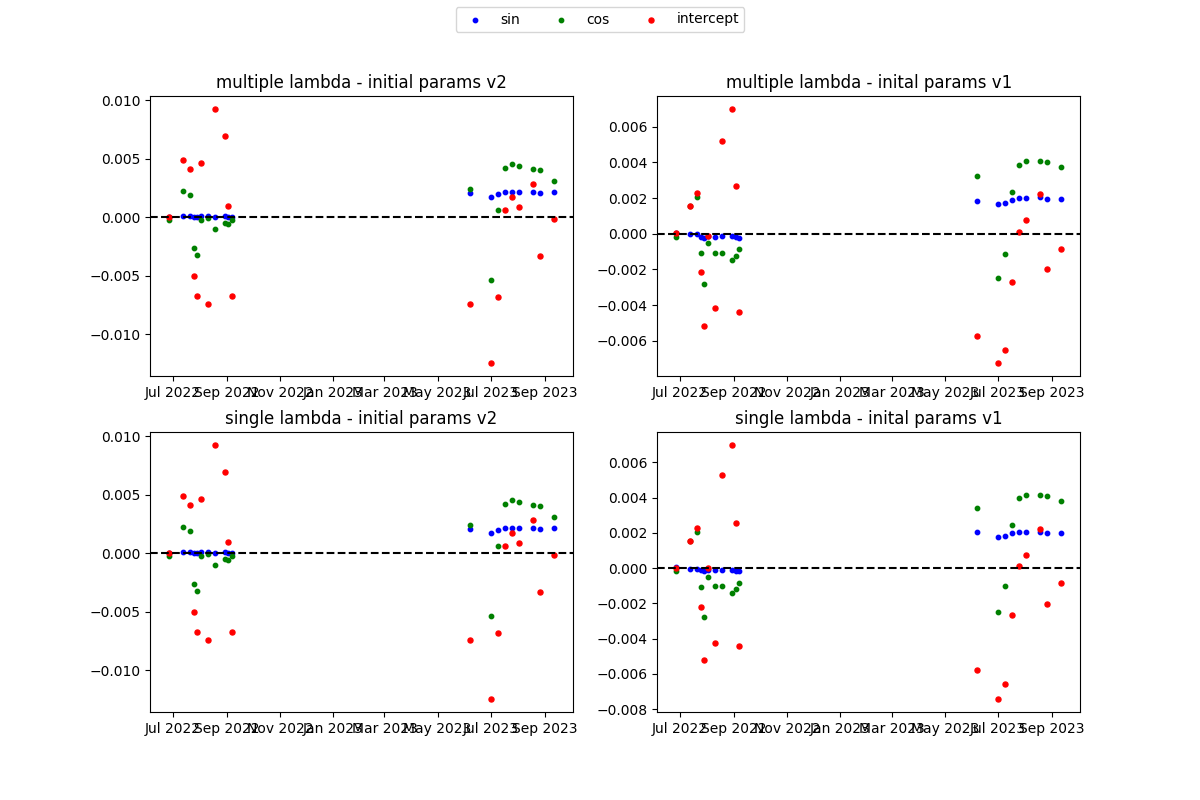 sin cos intercept
multiple lambda - initial params v2
0.010
0.005
0.000
−0.005
−0.010
Jul 2022 Sep 2022 Nov 2022 Jan 2023 Mar 2023 May 2023 Jul 2023 Sep 2023
multiple lambda - inital params v1
0.006
0.004
0.002
0.000
−0.002
−0.004
−0.006
Jul 2022 Sep 2022 Nov 2022 Jan 2023 Mar 2023 May 2023 Jul 2023 Sep 2023
single lambda - initial params v2
0.010
0.005
0.000
−0.005
−0.010
Jul 2022 Sep 2022 Nov 2022 Jan 2023 Mar 2023 May 2023 Jul 2023 Sep 2023
single lambda - inital params v1
0.006
0.004
0.002
0.000
−0.002
−0.004
−0.006
−0.008
Jul 2022 Sep 2022 Nov 2022 Jan 2023 Mar 2023 May 2023 Jul 2023 Sep 2023